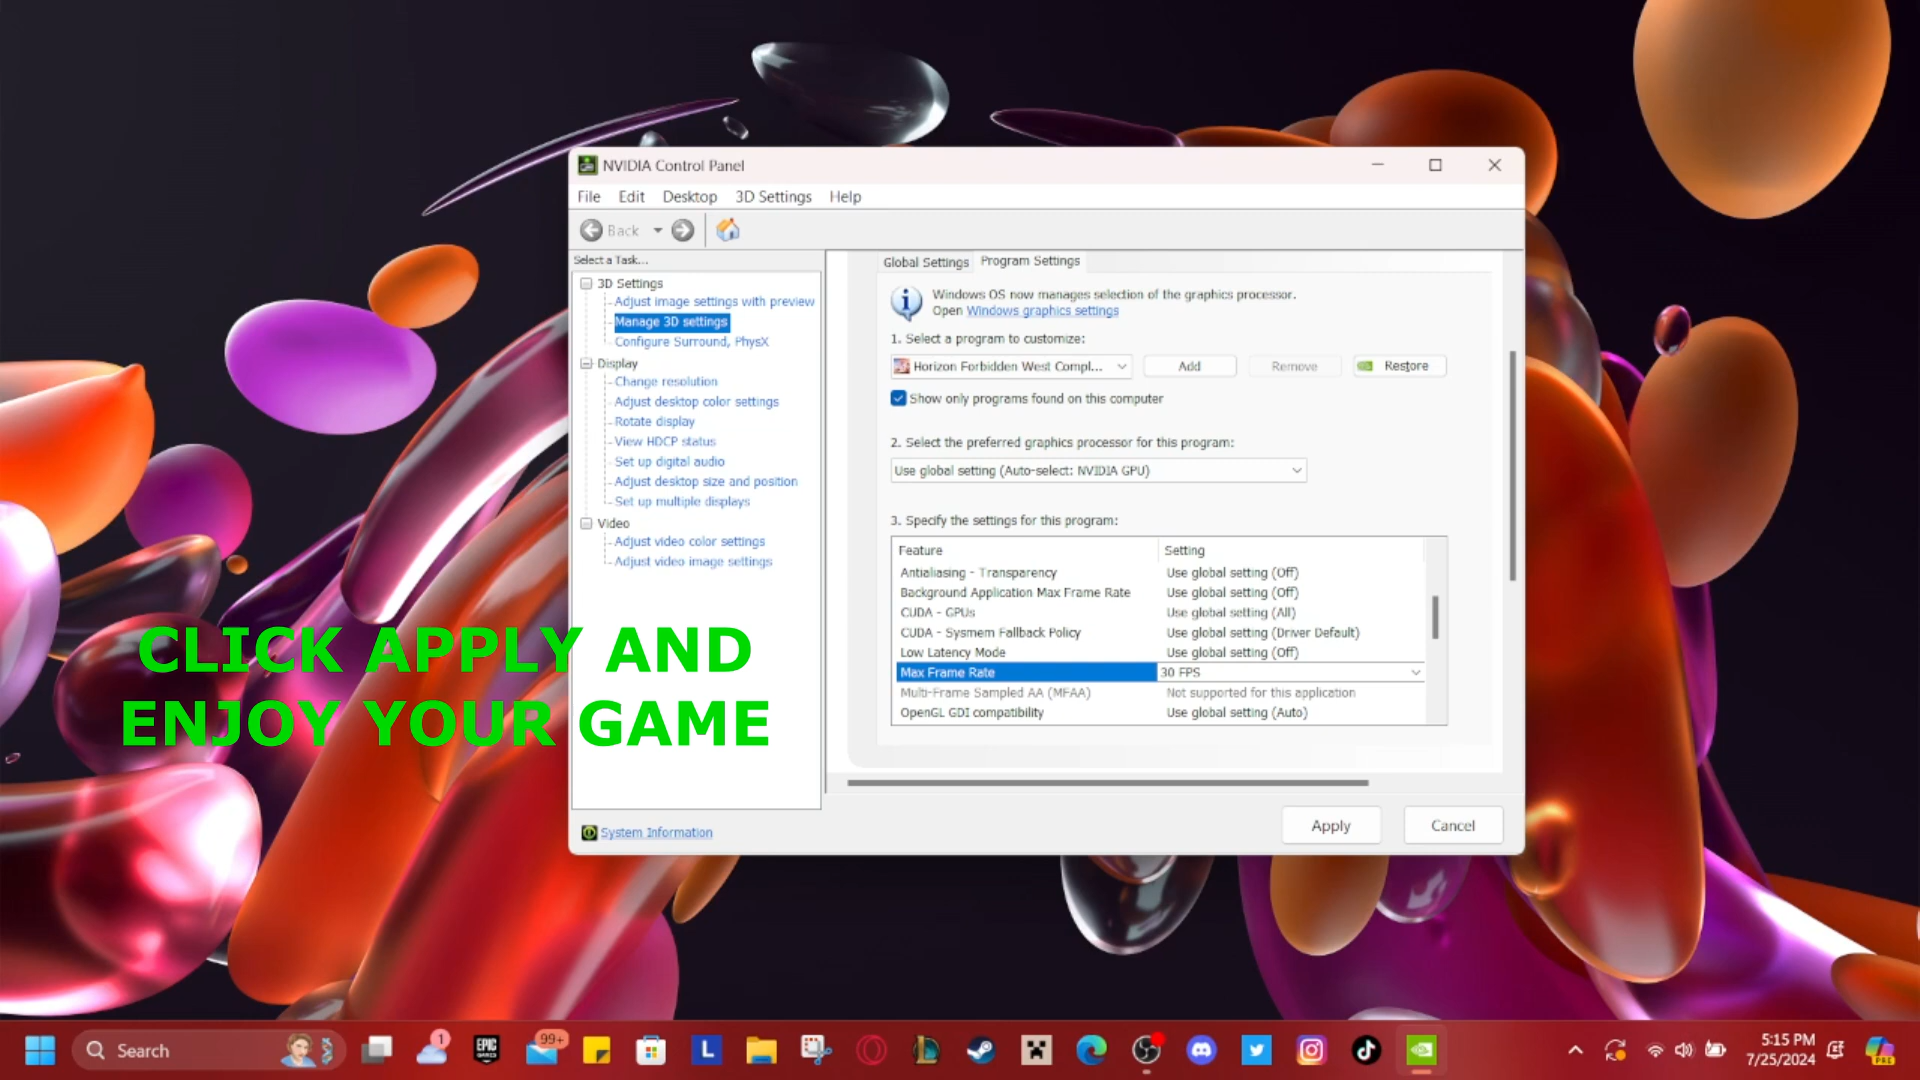 NVIDIA Control Panel
File Edit Desktop 3D Settings Help
Back
Select a Task...
3D Settings
Adjust image settings with preview
Manage 3D settings
Configure Surround, PhysX
Display
Change resolution
Adjust desktop color settings
Rotate display
View HDCP status
Set up digital audio
Adjust desktop size and position
Set up multiple displays
Video
Adjust video color settings
Adjust video image settings
System Information
Global Settings Program Settings
Windows OS now manages selection of the graphics processor.
Open Windows graphics settings
1. Select a program to customize:
Horizon Forbidden West Compl... Add Remove Restore
Show only programs found on this computer
2. Select the preferred graphics processor for this program:
Use global setting (Auto-select: NVIDIA GPU)
3. Specify the settings for this program:
Feature Setting
Antialiasing - Transparency Use global setting (Off)
Background Application Max Frame Rate Use global setting (Off)
CUDA - GPUs Use global setting (All)
CUDA - Sysmem Fallback Policy Use global setting (Driver Default)
Low Latency Mode Use global setting (Off)
Max Frame Rate 30 FPS
Multi-Frame Sampled AA (MFAA) Not supported for this application
OpenGL GDI compatibility Use global setting (Auto)
Apply Cancel
CLICK APPLY AND
ENJOY YOUR GAME
Search
1
EPIC
GAMES
99+
L
5:15 PM
7/25/2024
PRE